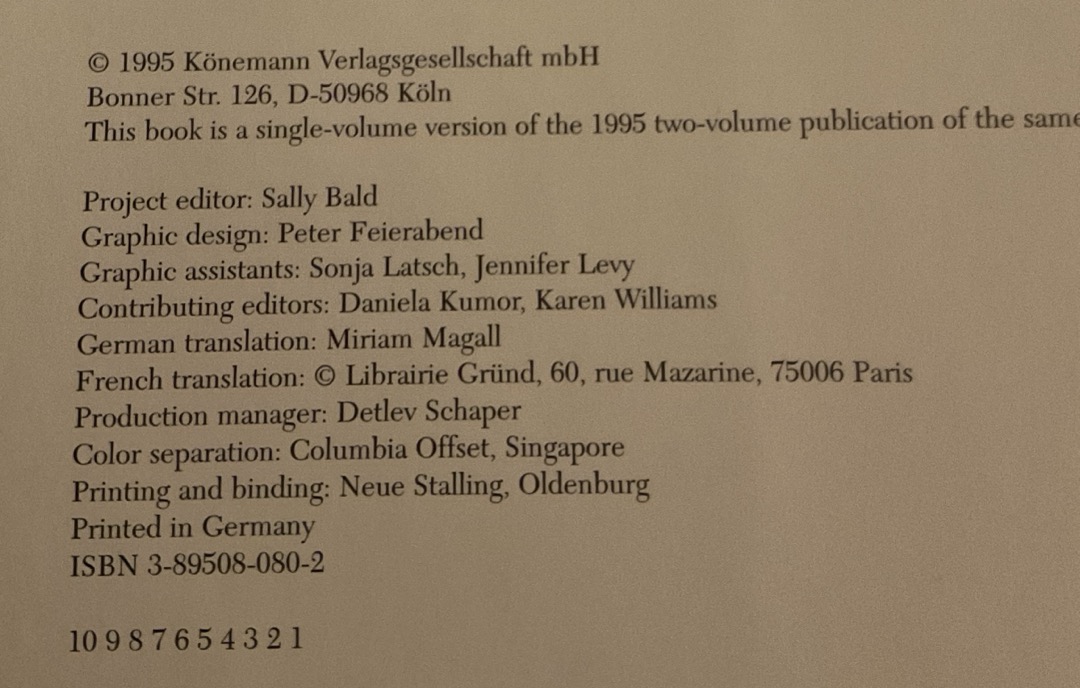 © 1995 Könemann Verlagsgesellschaft mbH
Bonner Str. 126, D-50968 Köln
This book is a single-volume version of the 1995 two-volume publication of the same
Project editor: Sally Bald
Graphic design: Peter Feierabend
Graphic assistants: Sonja Latsch, Jennifer Levy
Contributing editors: Daniela Kumor, Karen Williams
German translation: Miriam Magall
French translation: © Librairie Gründ, 60, rue Mazarine, 75006 Paris
Production manager: Detlev Schaper
Color separation: Columbia Offset, Singapore
Printing and binding: Neue Stalling, Oldenburg
Printed in Germany
ISBN 3-89508-080-2
10 9 8 7 6 5 4 3 2 1